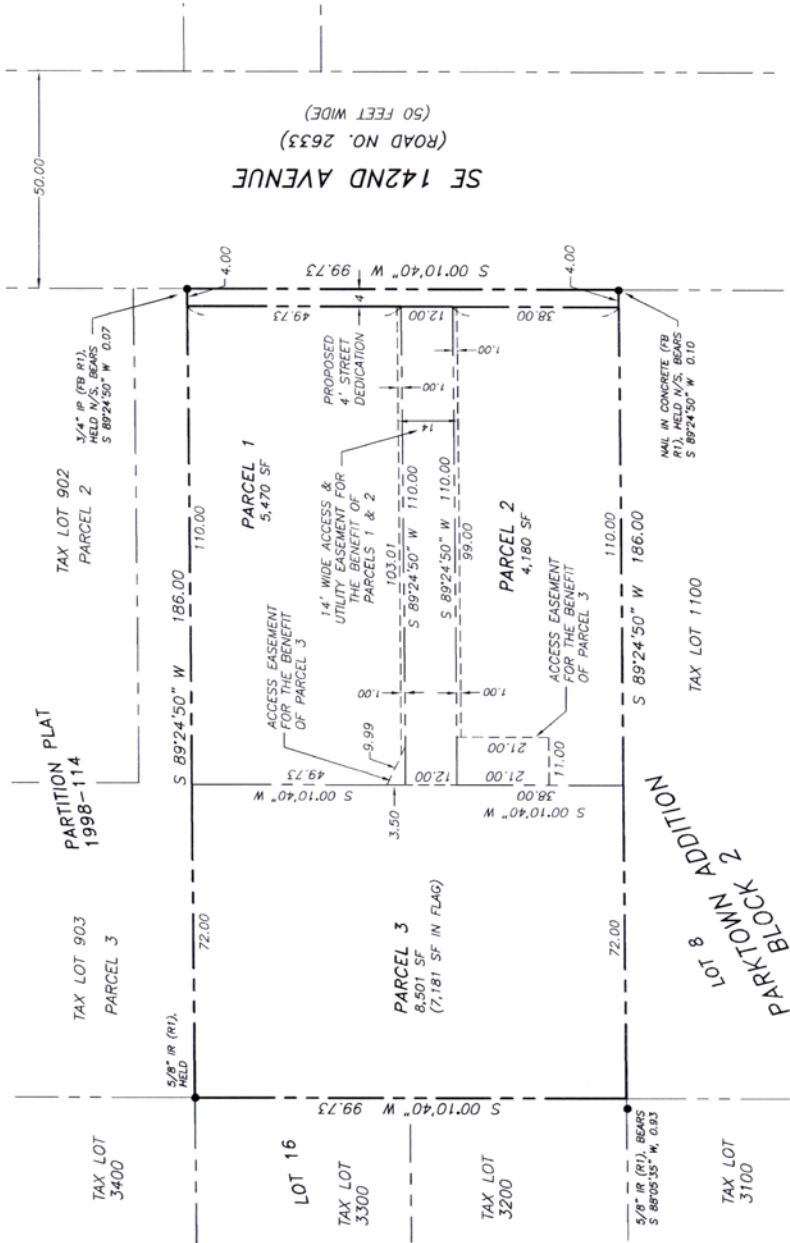 50.00
SE 142ND AVENUE
(ROAD NO. 2633)
(50 FEET WIDE)
3/4" IP (FB R1),
HELD N/S, BEARS
S 89°24'50" W 0.07
4.00
S 00°10'40" W 99.73
4
4.00
NAIL IN CONCRETE (FB
R1), HELD N/S, BEARS
S 89°24'50" W 0.10
49.73
12.00
38.00
PROPOSED
4' STREET
DEDICATION
1.00
1.00
14
TAX LOT 902
PARCEL 2
110.00
S 89°24'50" W 186.00
PARCEL 1
5,470 SF
14' WIDE ACCESS &
UTILITY EASEMENT FOR
THE BENEFIT OF
PARCELS 1 & 2
103.01
S 89°24'50" W 110.00
S 89°24'50" W 110.00
99.00
PARCEL 2
4,180 SF
110.00
S 89°24'50" W 186.00
TAX LOT 1100
ACCESS EASEMENT
FOR THE BENEFIT
OF PARCEL 3
ACCESS EASEMENT
FOR THE BENEFIT
OF PARCEL 3
1.00
1.00
9.99
3.50
21.00
11.00
49.73
12.00
21.00
38.00
S 00°10'40" W
S 00°10'40" W
PARTITION PLAT
1998-114
TAX LOT 903
PARCEL 3
72.00
PARCEL 3
8,501 SF
(7,181 SF IN FLAG)
72.00
LOT 8
PARKTOWN ADDITION
BLOCK 2
5/8" IR (R1),
HELD
S 00°10'40" W 99.73
5/8" IR (R1), BEARS
S 88°05'35" W, 0.93
TAX LOT
3400
LOT 16
TAX LOT
3300
TAX LOT
3200
TAX LOT
3100